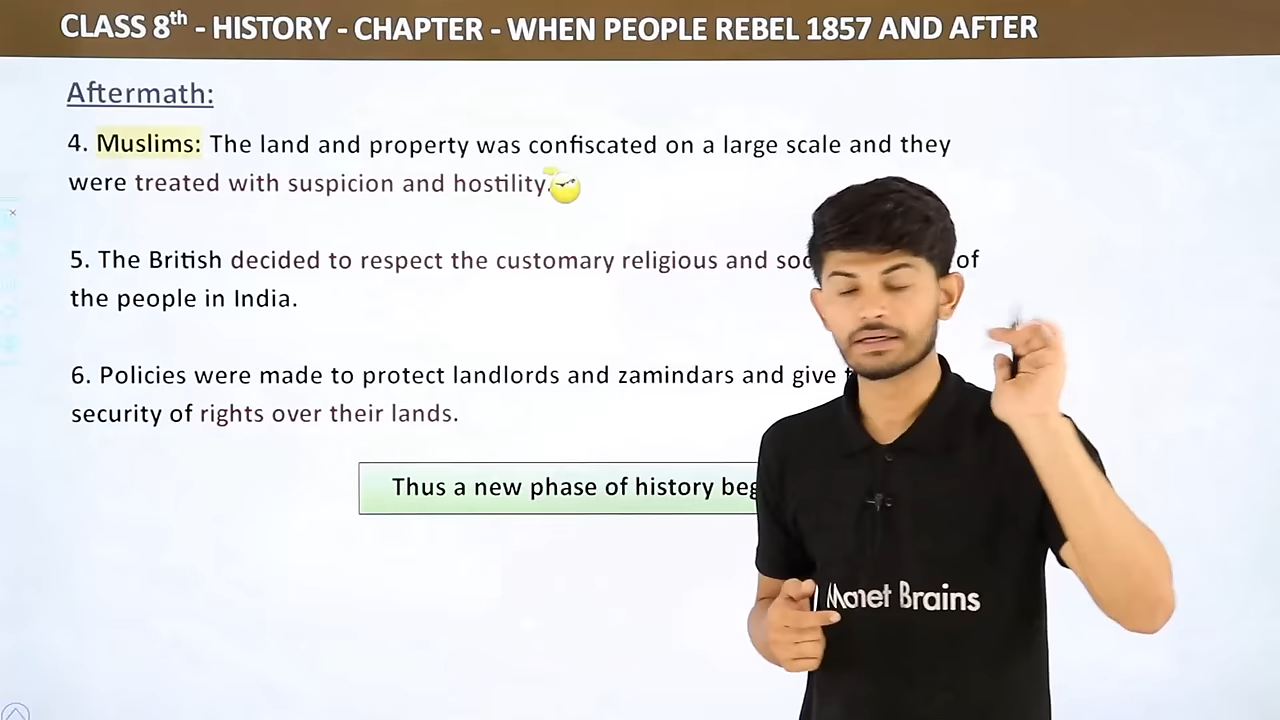 CLASS 8th - HISTORY - CHAPTER - WHEN PEOPLE REBEL 1857 AND AFTER
Aftermath:
4. Muslims: The land and property was confiscated on a large scale and they
were treated with suspicion and hostility.
5. The British decided to respect the customary religious and of
the people in India.
6. Policies were made to protect landlords and zamindars and give
security of rights over their lands.
Thus a new phase of history
Manet Brains